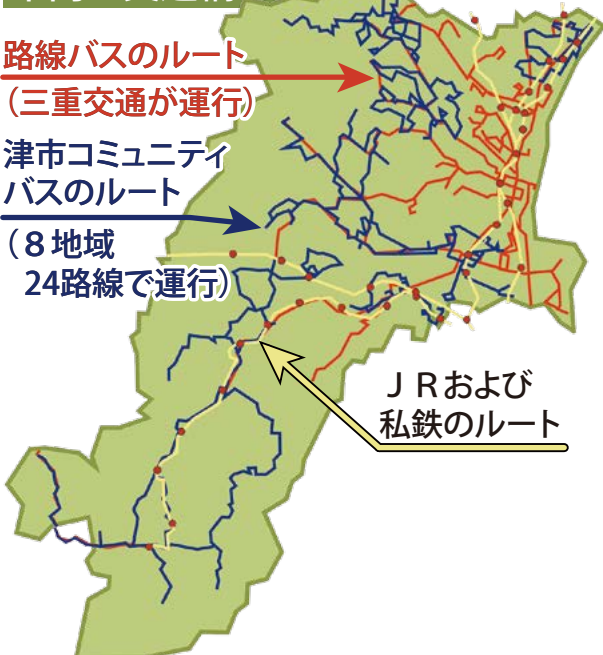 路線バスのルート
（三重交通が運行）
津市コミュニティ
バスのルート
（８地域
24路線で運行）
ＪＲおよび
私鉄のルート